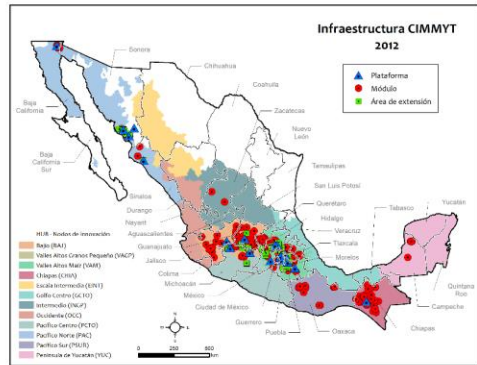 Infraestructura CIMMYT
2012
Plataforma
Módulo
Área de extensión
Sonora
Chihuahua
Coahuila
Zacatecas
Nuevo
León
Tamaulipas
San Luis Potosí
Querétaro
Hidalgo
Veracruz
Tlaxcala
Morelos
Tabasco
Yucatán
Quintana
Roo
Campeche
Chiapas
Oaxaca
Puebla
Guerrero
Ciudad de México
México
Michoacán
Colima
Jalisco
Guanajuato
Aguascalientes
Nayarit
Durango
Sinaloa
Baja
California
Baja
California
Sur
HUB - Nodos de Innovación
Bajío (BAJ)
Valles Altos Granos Pequeño (VAGP)
Valles Altos Maíz (VAM)
Chiapas (CHIA)
Escala Intermedia (EINT)
Golfo Centro (GCTO)
Intermedio (INGP)
Occidente (OCC)
Pacífico Centro (PCTO)
Pacífico Norte (PAC)
Pacífico Sur (PSUR)
Península de Yucatán (YUC)
0
250
500
km